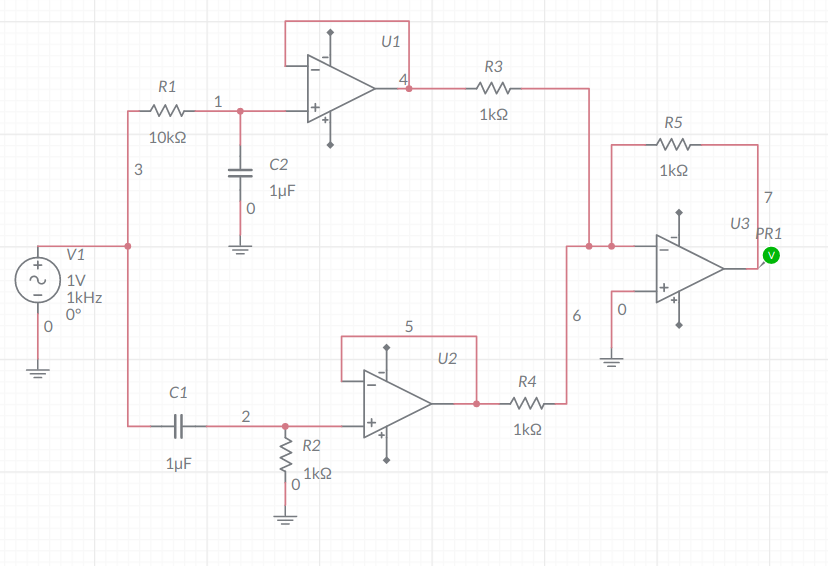 U1
4
R3
1kΩ
R1
1
10kΩ
3
C2
1µF
0
R5
1kΩ
7
U3
PR1
V
V1
1V
1kHz
0°
0
0
6
5
U2
R4
1kΩ
C1
2
1µF
R2
1kΩ
0